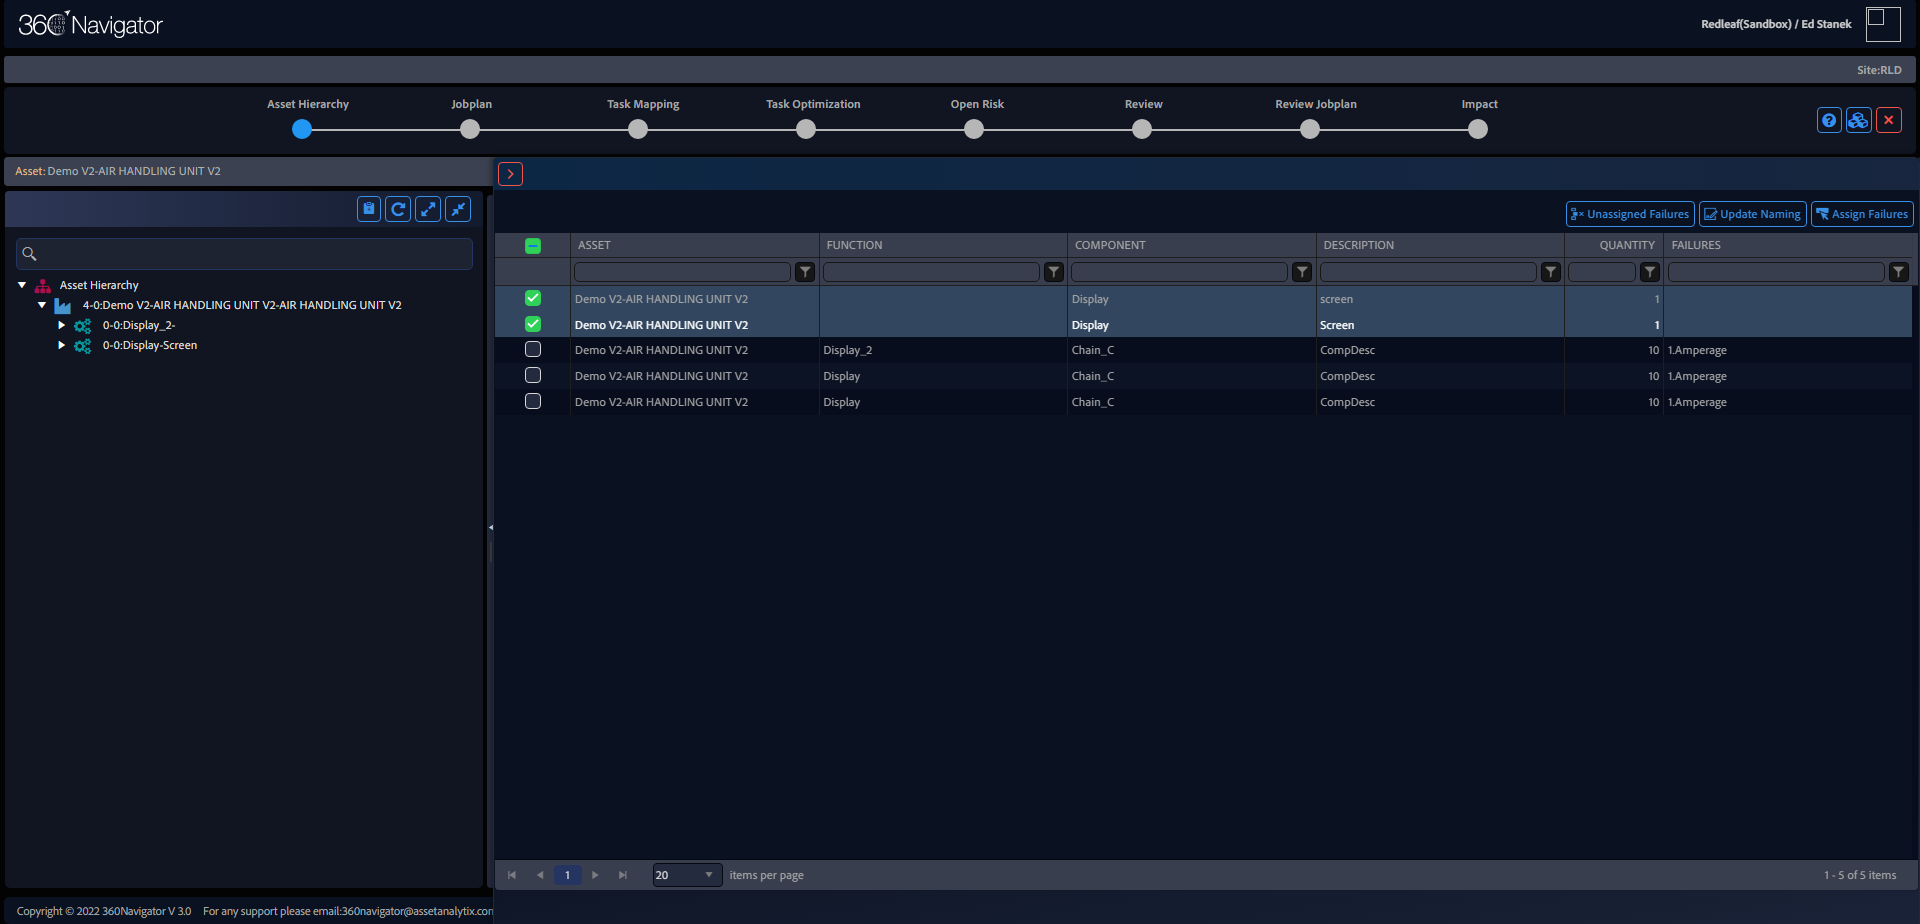 360 Navigator
Redleaf(Sandbox) / Ed Stanek
Site:RLD
Asset Hierarchy
Jobplan
Task Mapping
Task Optimization
Open Risk
Review
Review Jobplan
Impact
Asset: Demo V2-AIR HANDLING UNIT V2
Unassigned Failures
Update Naming
Assign Failures
Asset Hierarchy
4-0:Demo V2-AIR HANDLING UNIT V2-AIR HANDLING UNIT V2
0-0:Display_2-
0-0:Display-Screen
ASSET FUNCTION COMPONENT DESCRIPTION QUANTITY FAILURES
Demo V2-AIR HANDLING UNIT V2 Display screen 1
Demo V2-AIR HANDLING UNIT V2 Display Screen 1
Demo V2-AIR HANDLING UNIT V2 Display_2 Chain_C CompDesc 10 1.Amperage
Demo V2-AIR HANDLING UNIT V2 Display Chain_C CompDesc 10 1.Amperage
Demo V2-AIR HANDLING UNIT V2 Display Chain_C CompDesc 10 1.Amperage
1 20 items per page
1 - 5 of 5 items
Copyright © 2022 360Navigator V 3.0 For any support please email:360navigator@assetanalytix.con